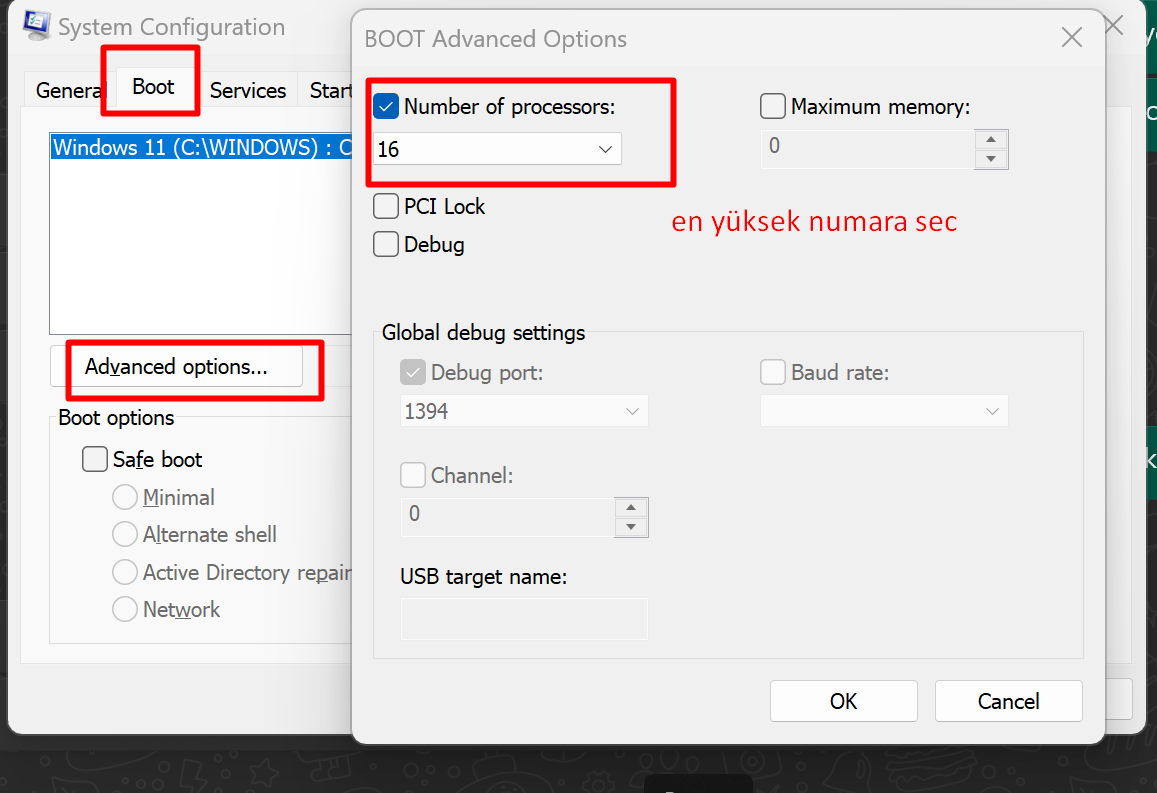 System Configuration
General
Boot
Services
Start
Windows 11 (C:\WINDOWS) : C
Advanced options...
Boot options
Safe boot
Minimal
Alternate shell
Active Directory repair
Network
BOOT Advanced Options
Number of processors:
16
Maximum memory:
0
PCI Lock
Debug
en yüksek numara sec
Global debug settings
Debug port:
1394
Baud rate:
Channel:
0
USB target name:
OK
Cancel